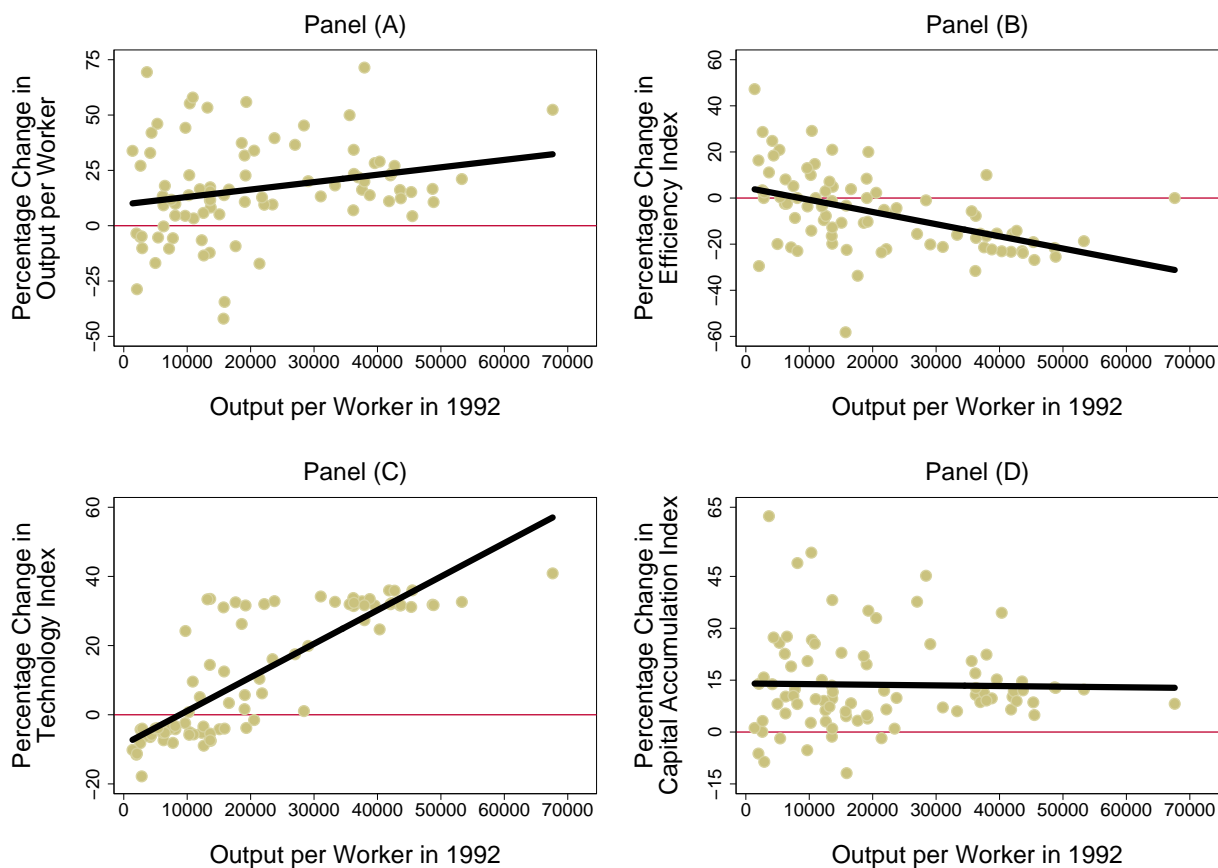 Panel (A)
Percentage Change in
Output per Worker
75
50
25
0
−25
−50
0 10000 20000 30000 40000 50000 60000 70000
Output per Worker in 1992
Panel (B)
Percentage Change in
Efficiency Index
60
40
20
0
−20
−40
−60
0 10000 20000 30000 40000 50000 60000 70000
Output per Worker in 1992
Panel (C)
Percentage Change in
Technology Index
60
40
20
0
−20
0 10000 20000 30000 40000 50000 60000 70000
Output per Worker in 1992
Panel (D)
Percentage Change in
Capital Accumulation Index
65
45
30
15
0
−15
0 10000 20000 30000 40000 50000 60000 70000
Output per Worker in 1992